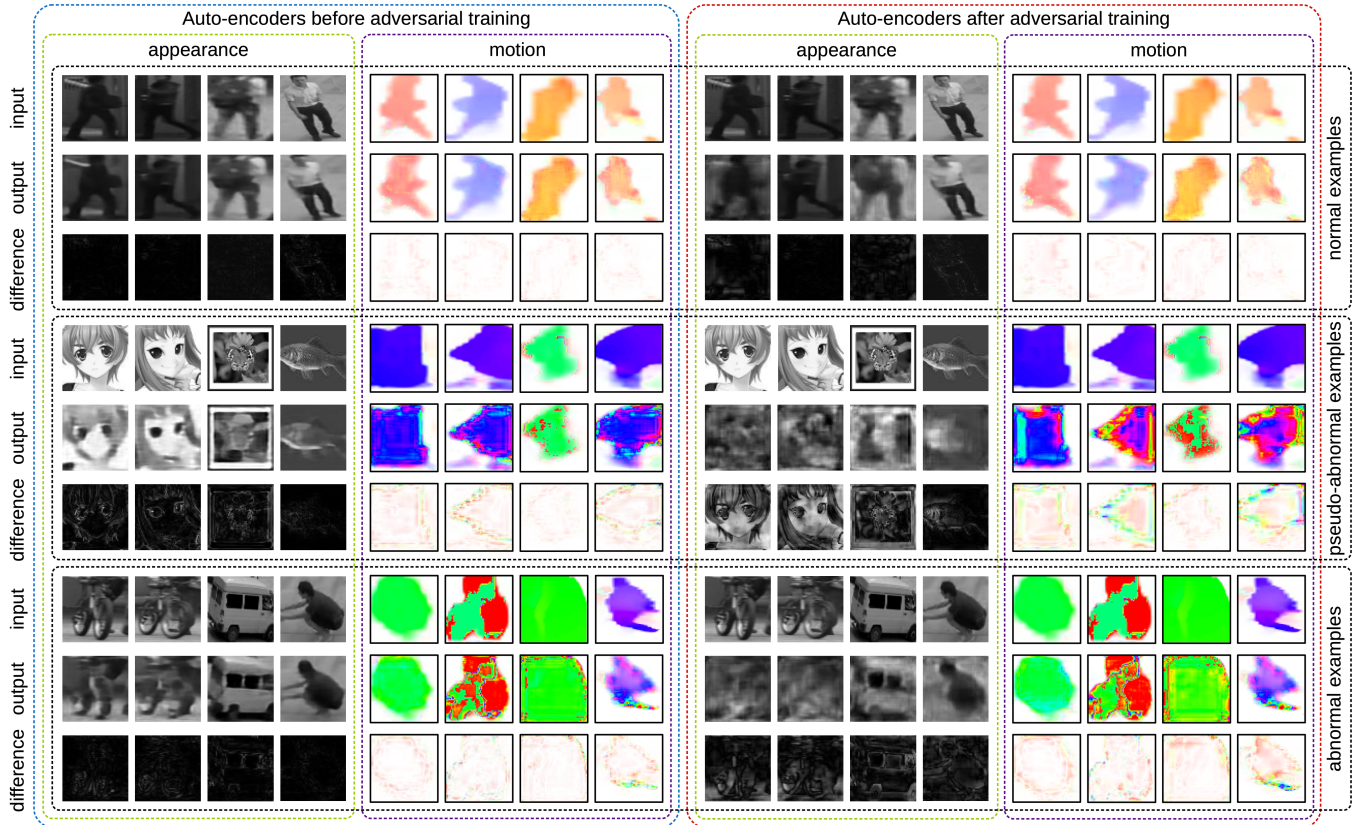 Auto-encoders before adversarial training
Auto-encoders after adversarial training
appearance
motion
appearance
motion
input
output
difference
normal examples
input
output
difference
pseudo-abnormal examples
input
output
difference
abnormal examples